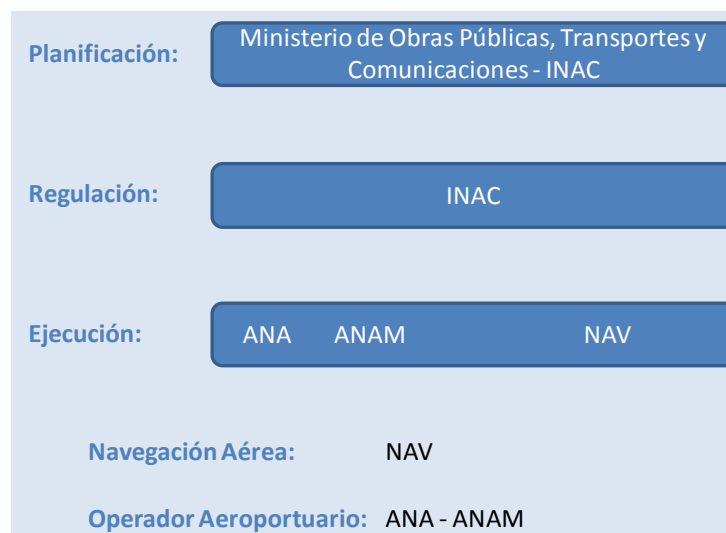 Planificación:
Ministerio de Obras Públicas, Transportes y
Comunicaciones - INAC
Regulación:
INAC
Ejecución:
ANA ANAM NAV
Navegación Aérea: NAV
Operador Aeroportuario: ANA - ANAM